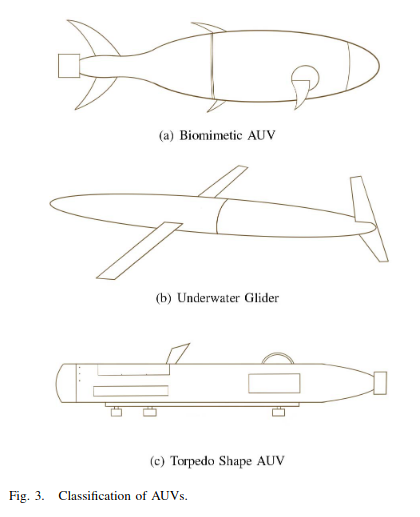 (a) Biomimetic AUV
(b) Underwater Glider
(c) Torpedo Shape AUV
Fig. 3. Classification of AUVs.